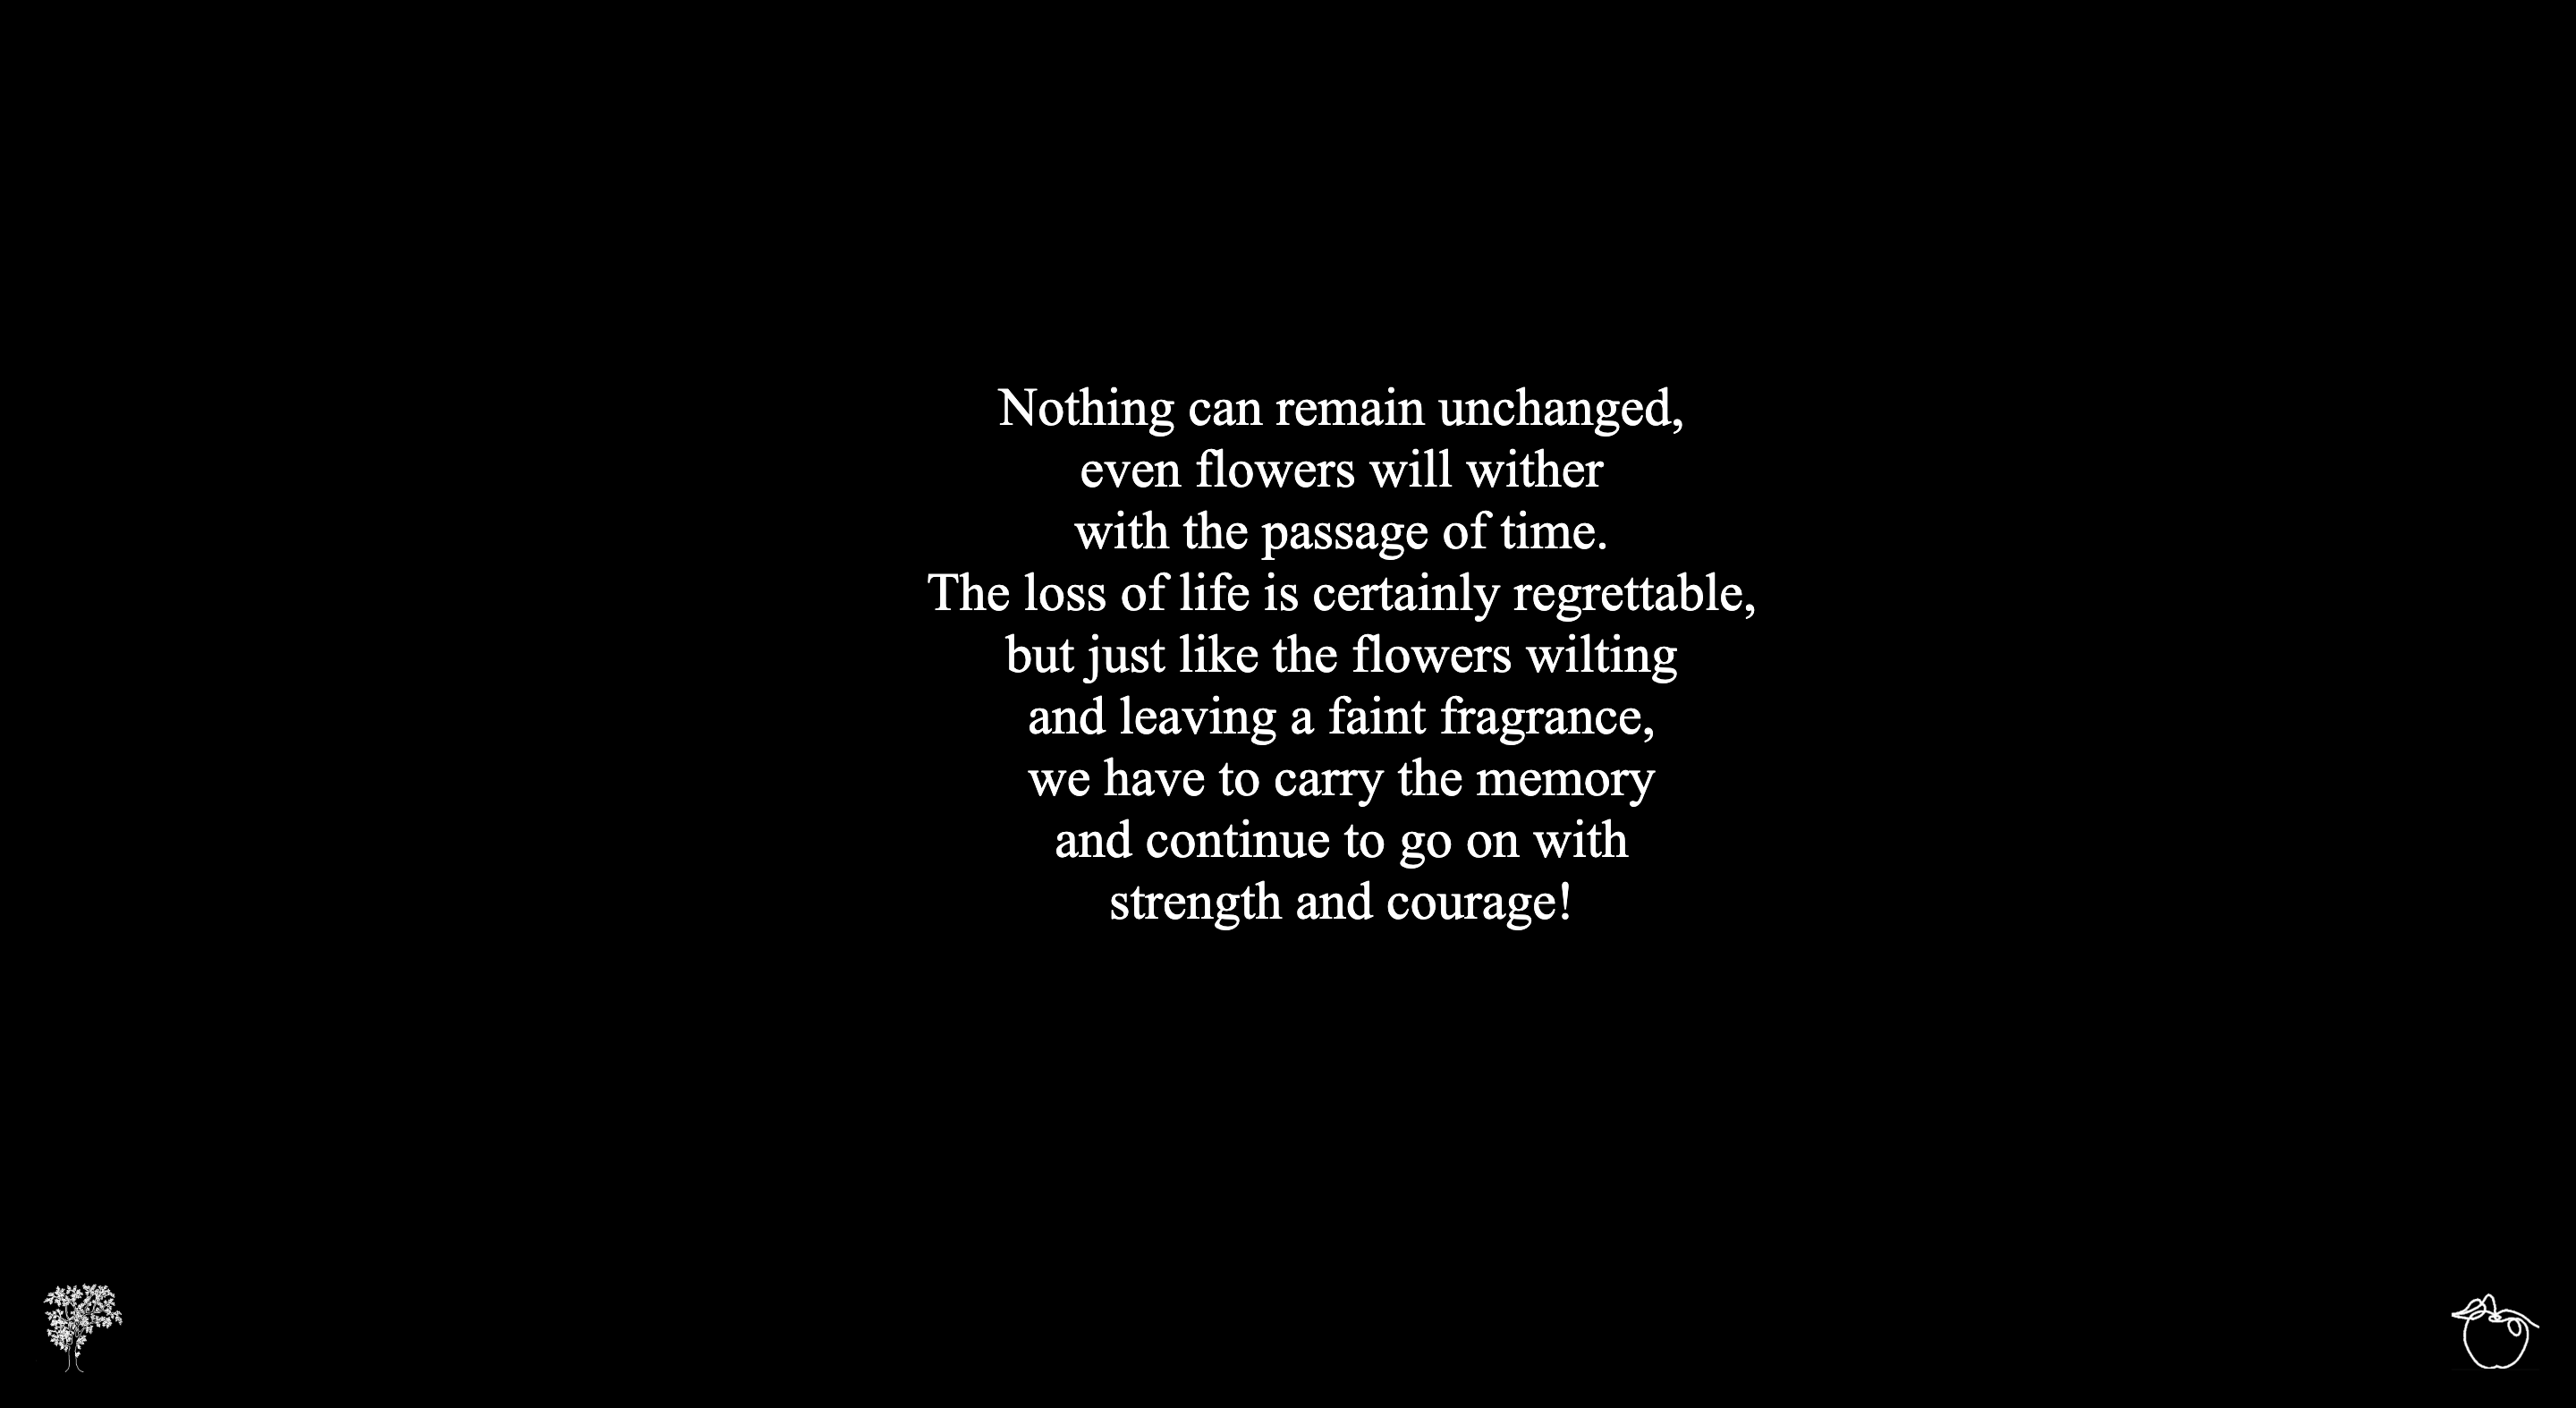 Nothing can remain unchanged,
even flowers will wither
with the passage of time.
The loss of life is certainly regrettable,
but just like the flowers wilting
and leaving a faint fragrance,
we have to carry the memory
and continue to go on with
strength and courage!